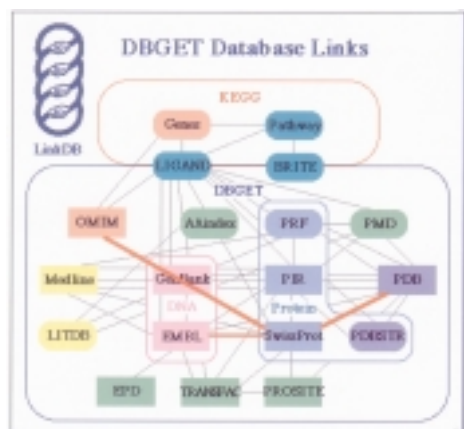 DBGET Database Links
KEGG
Genes Pathway
LinkDB
LIGAND BRITE
DBGET
OMIM AAindex PRF PMD
Medline GenBank PIR PDB
DNA Protein
LITDB EMBL SwissProt PDBSTR
EPD TRANSFAC PROSITE